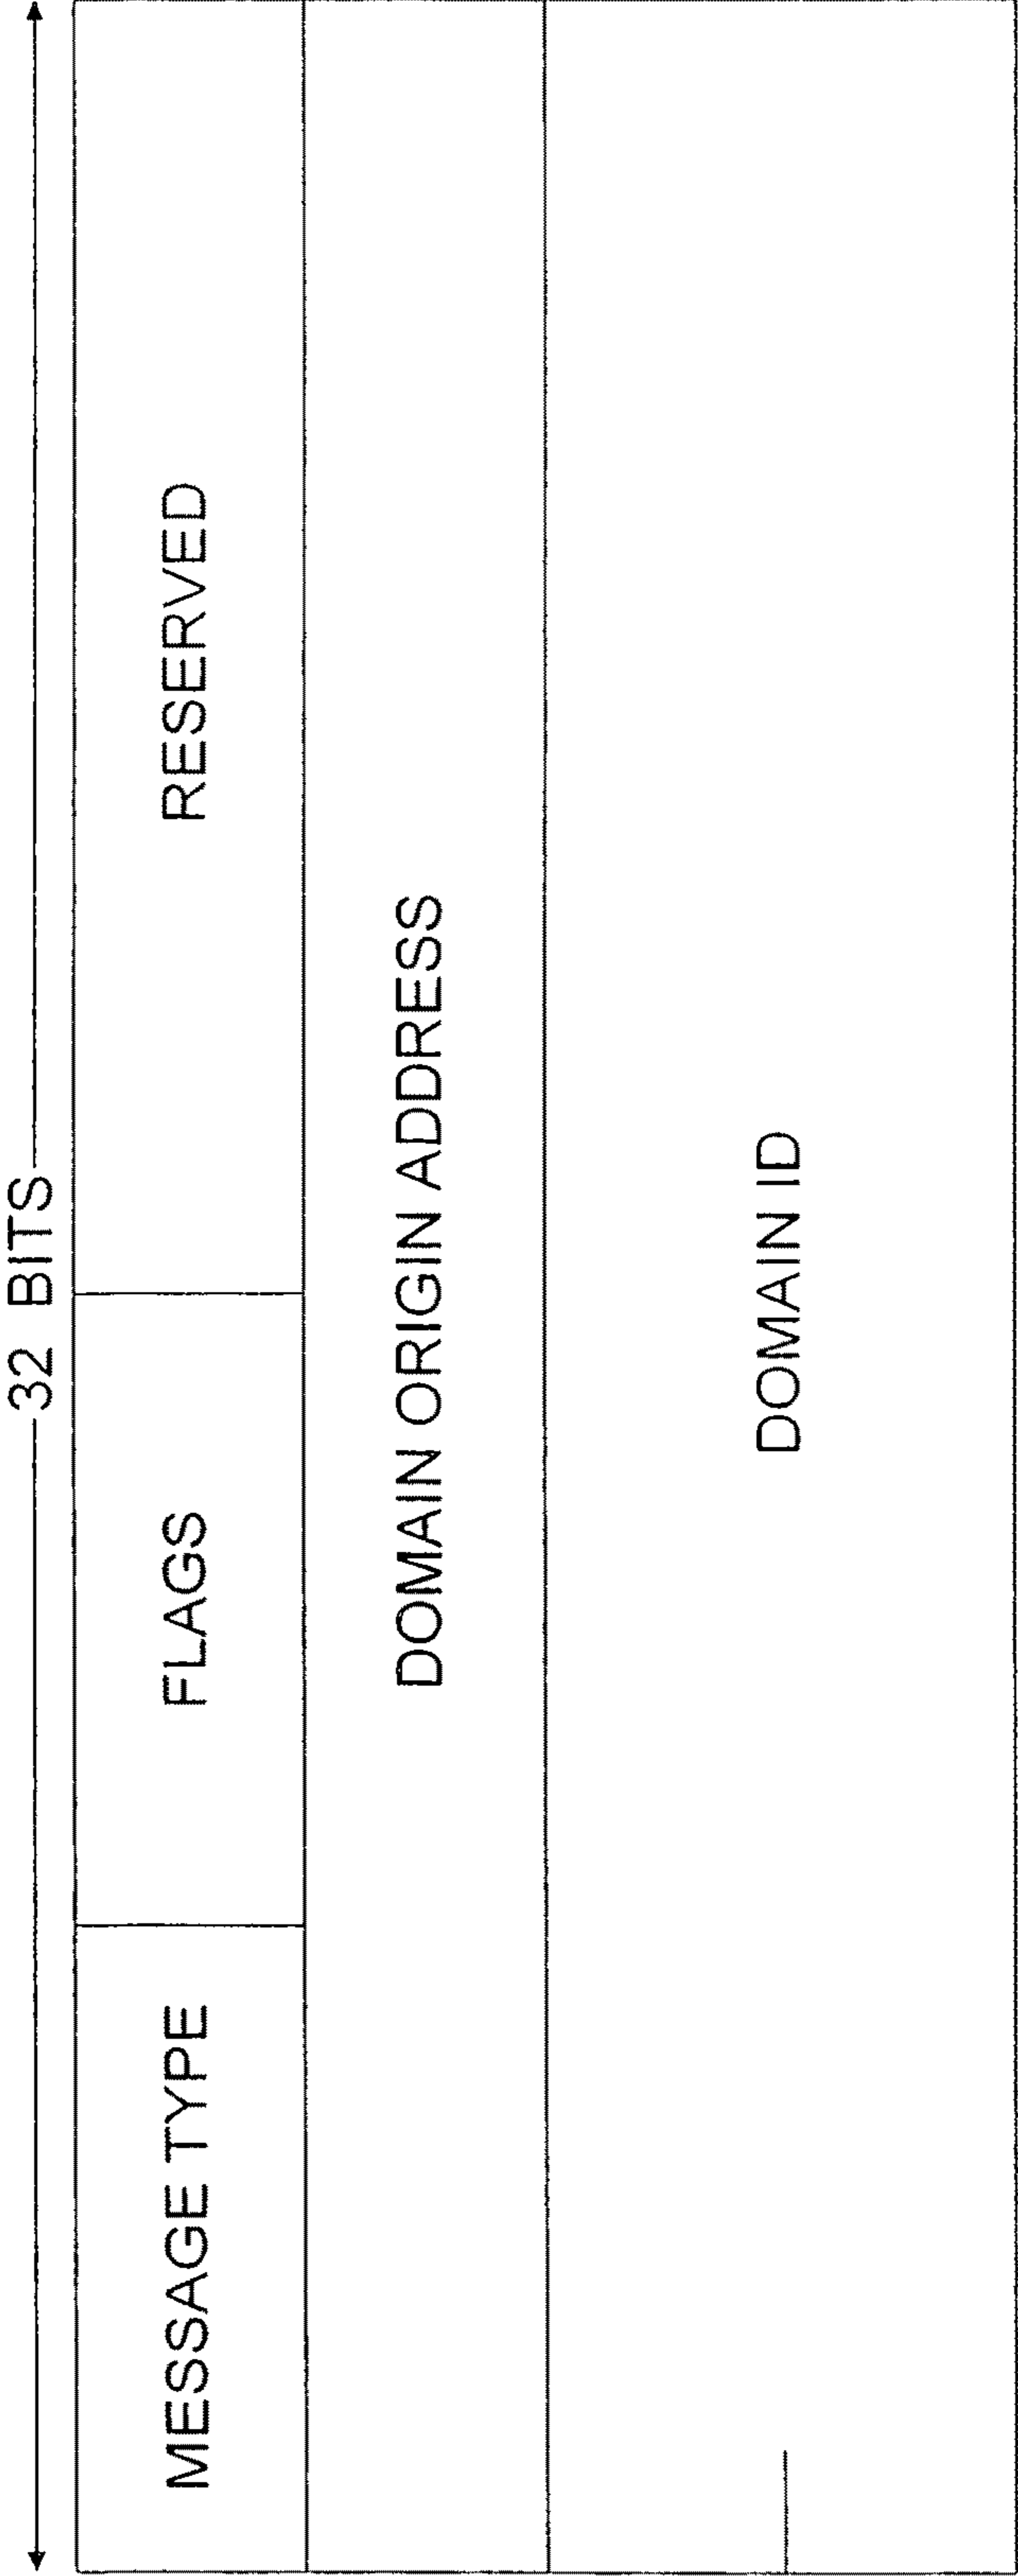 32 BITS
MESSAGE TYPE
FLAGS
RESERVED
DOMAIN ORIGIN ADDRESS
DOMAIN ID